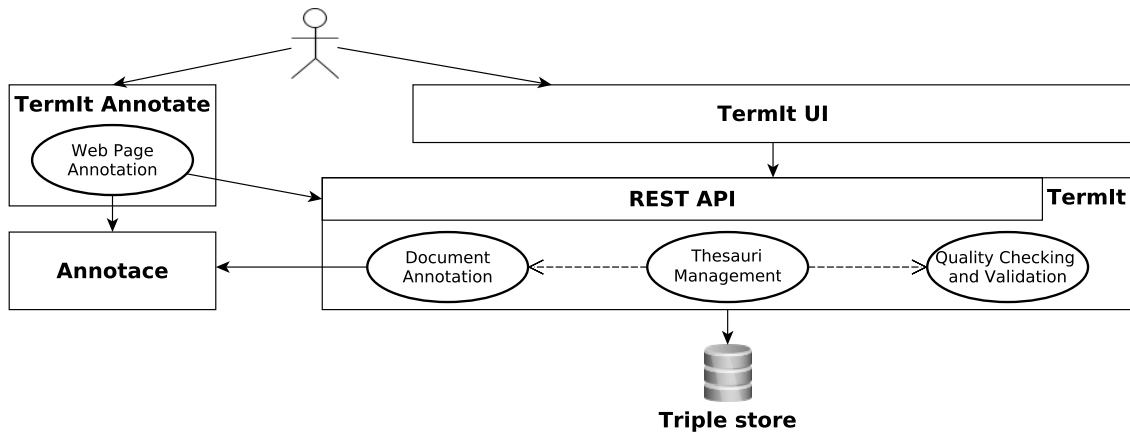 TermIt Annotate
Web Page
Annotation
TermIt UI
REST API
TermIt
Annotace
Document
Annotation
Thesauri
Management
Quality Checking
and Validation
Triple store